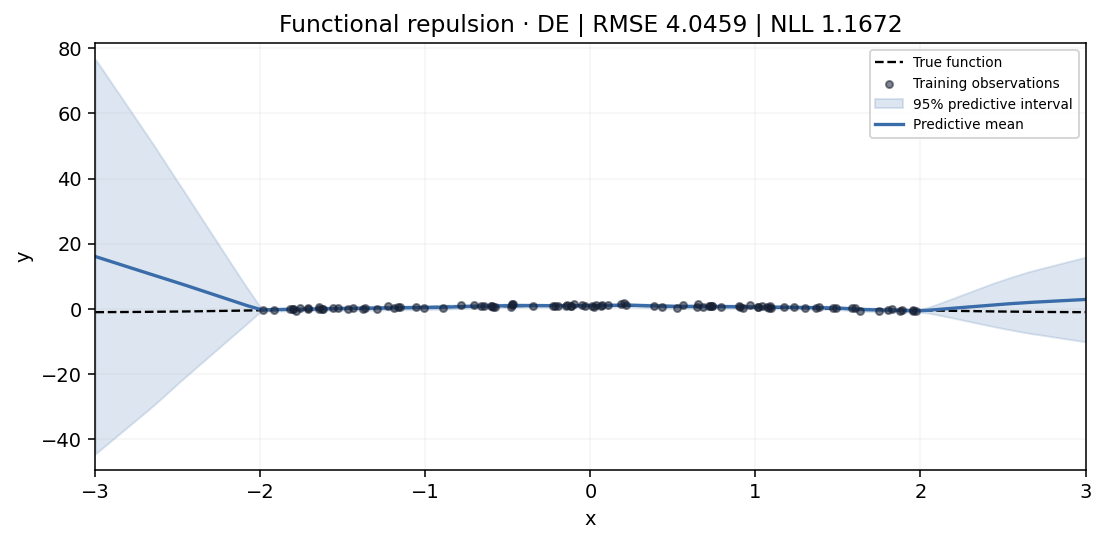 Functional repulsion · DE | RMSE 4.0459 | NLL 1.1672
True function
Training observations
95% predictive interval
Predictive mean
80
60
40
20
0
−20
−40
y
−3
−2
−1
0
1
2
3
x